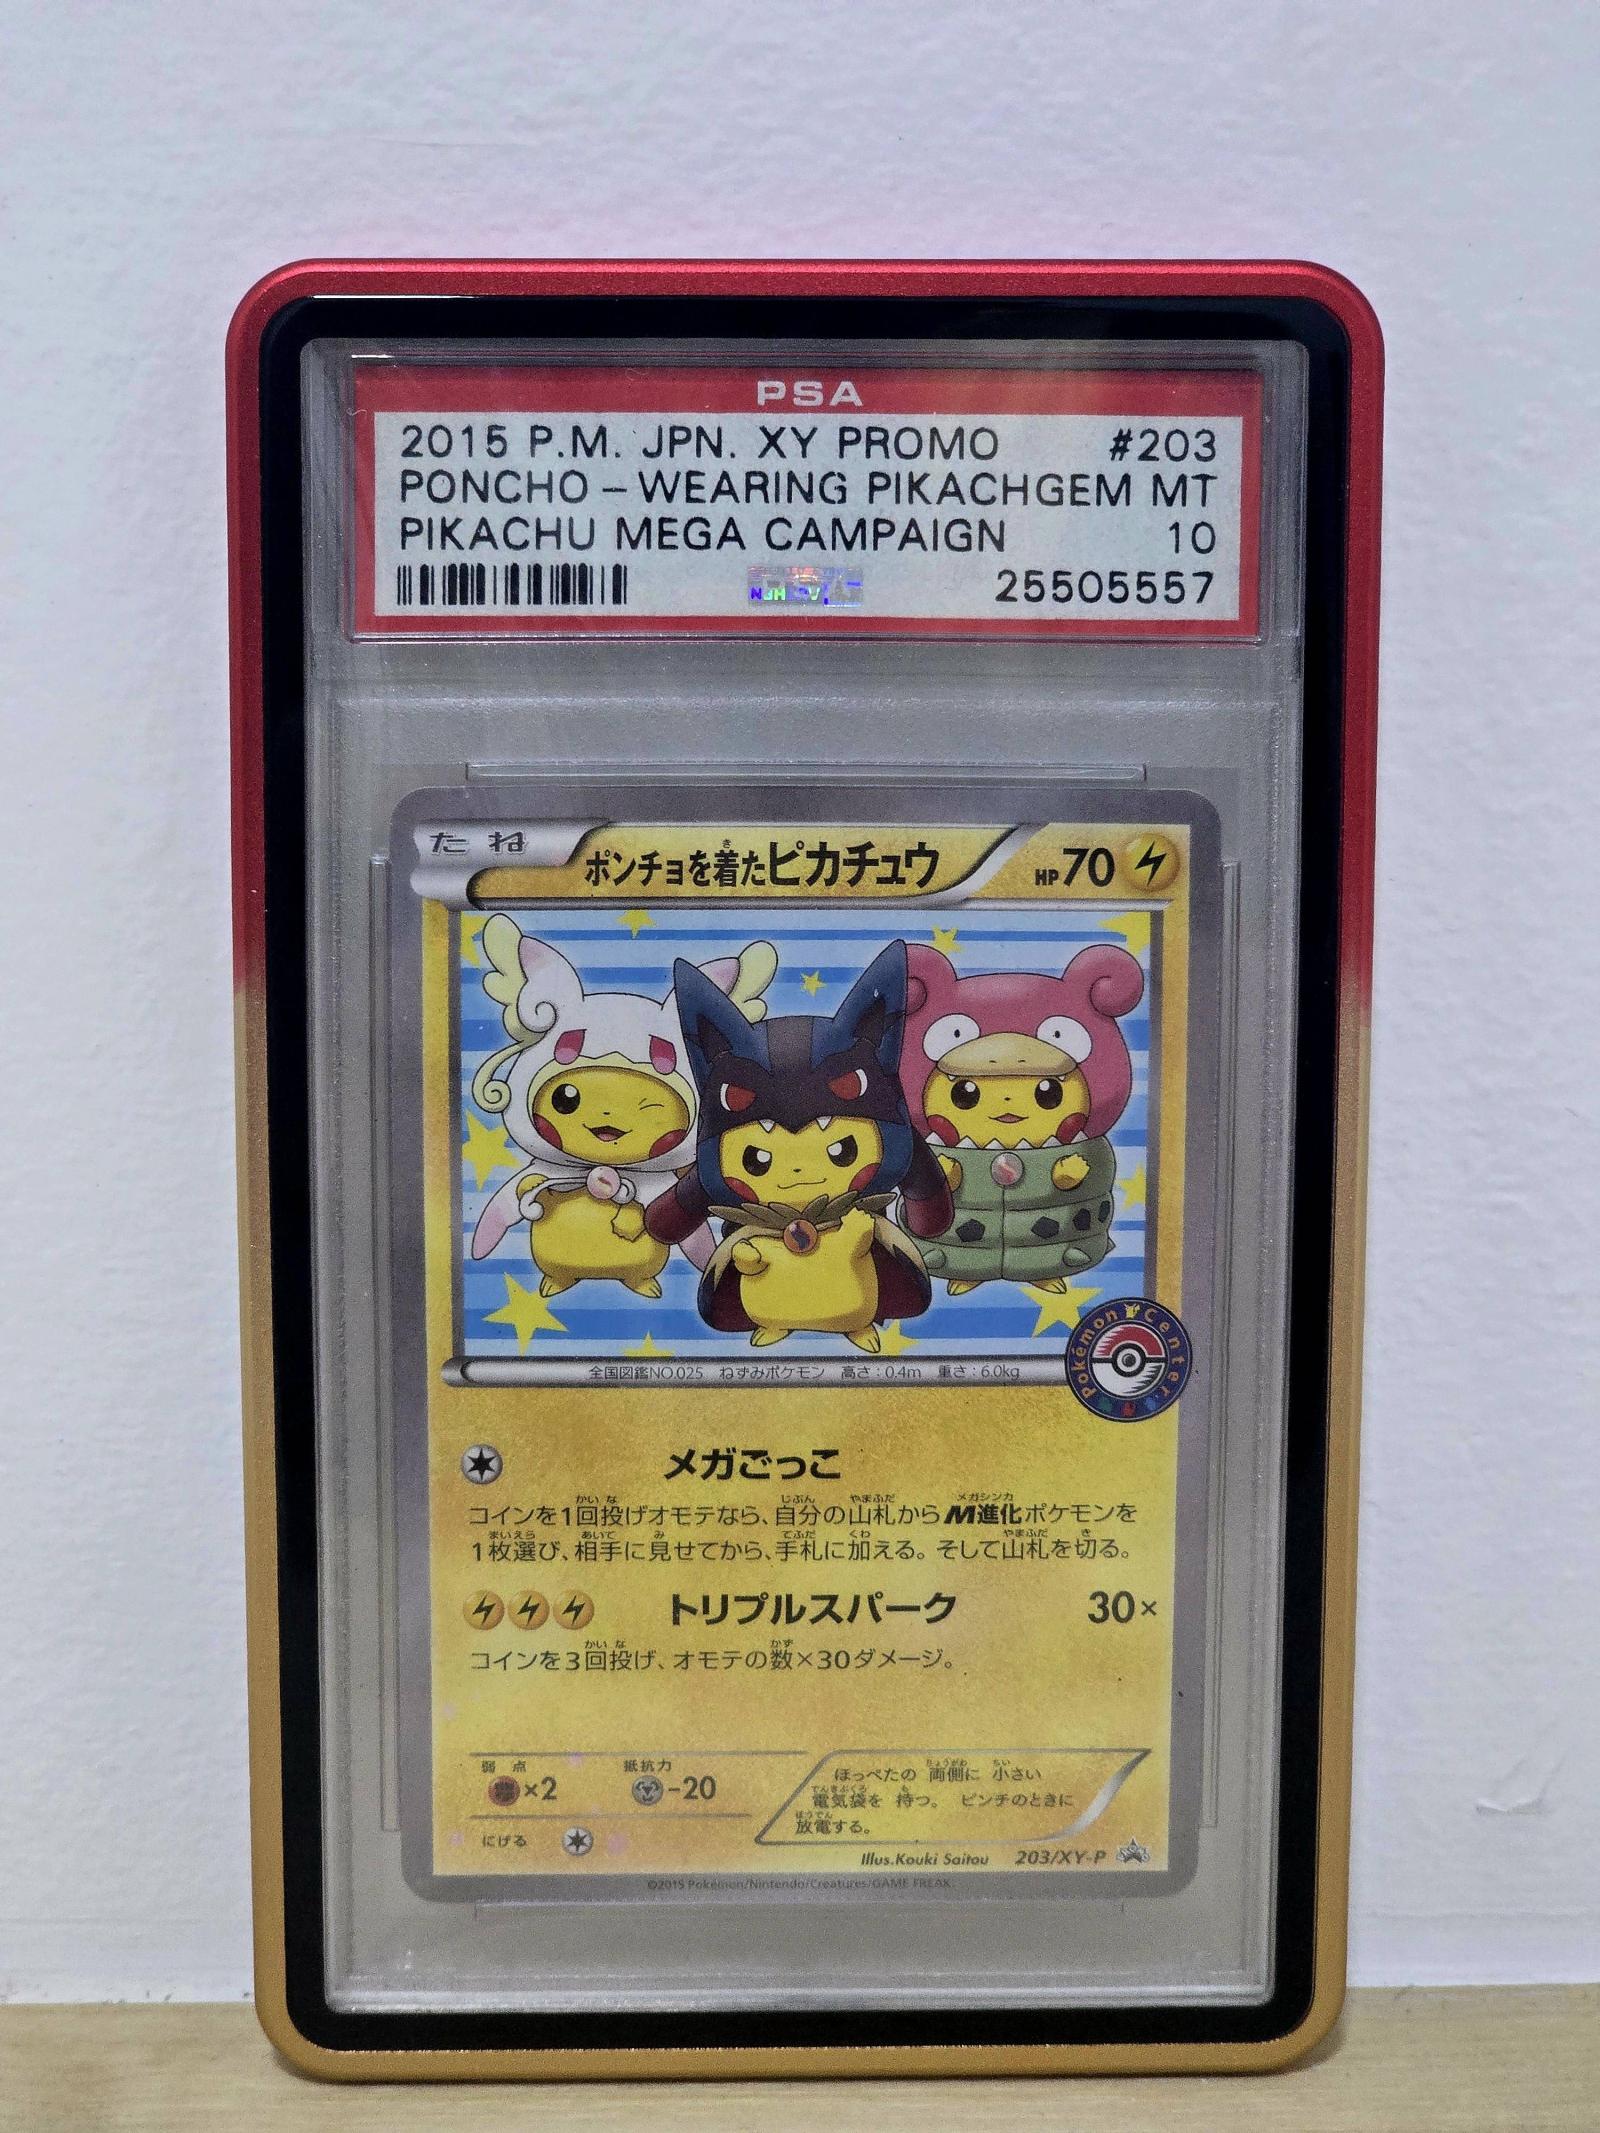 PSA
2015 P.M. JPN. XY PROMO #203
PONCHO-WEARING PIKACHGEM MT
PIKACHU MEGA CAMPAIGN 10
25505557
たね ポンチョを着たピカチュウ HP70
Pokémon Center
全国図鑑NO.025 ねずみポケモン 高さ:0.4m 重さ:6.0kg
メガごっこ
コインを1回投げオモテなら、自分の山札からM進化ポケモンを
1枚選び、相手に見せてから、手札に加える。そして山札を切る。
トリプルスパーク 30×
コインを3回投げ、オモテの数×30ダメージ。
弱点 ×2 抵抗力 -20
にげる
ほっぺたの 両側に 小さい
電気袋を 持つ。 ピンチのときに
放電する。
Illus.Kouki Saitou 203/XY-P
©2015 Pokémon/Nintendo/Creatures/GAME FREAK.